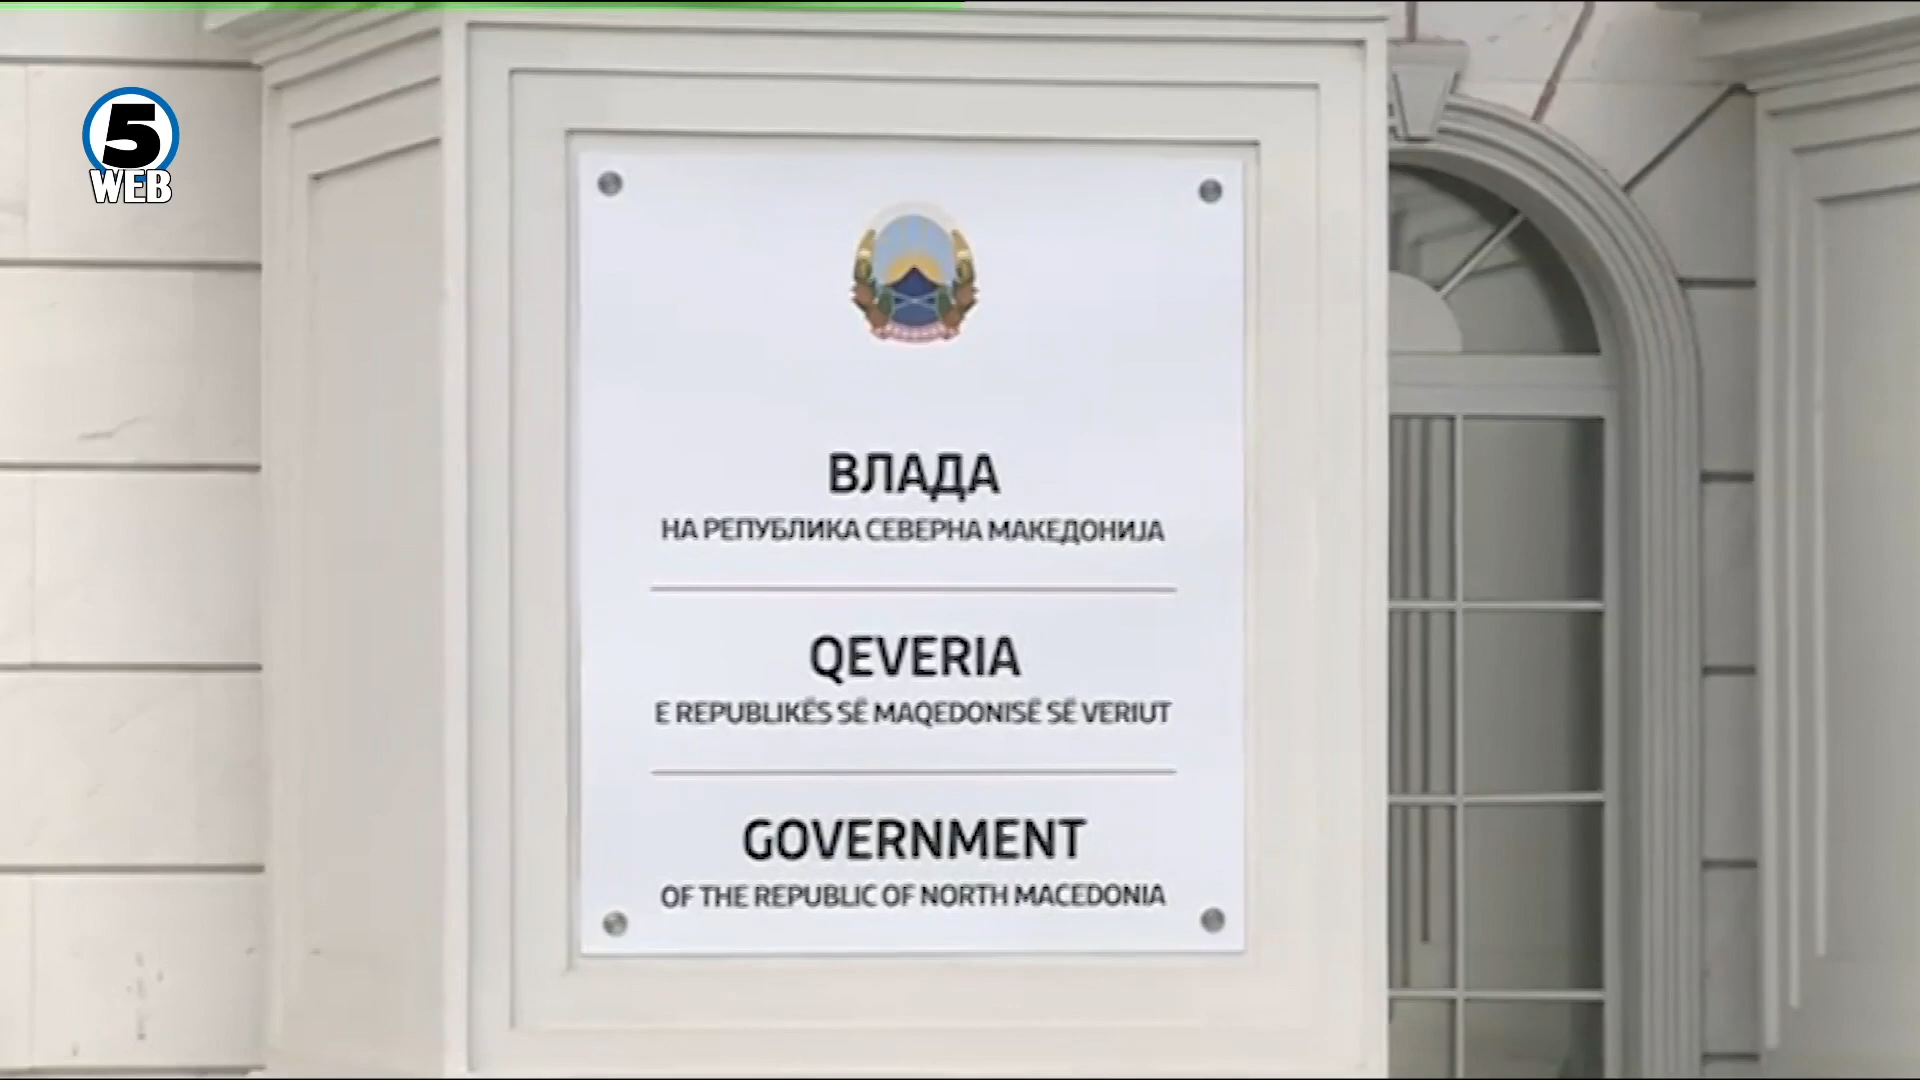 5
WEB
ВЛАДА
НА РЕПУБЛИКА СЕВЕРНА МАКЕДОНИЈА
QEVERIA
E REPUBLIKËS SË MAQEDONISË SË VERIUT
GOVERNMENT
OF THE REPUBLIC OF NORTH MACEDONIA